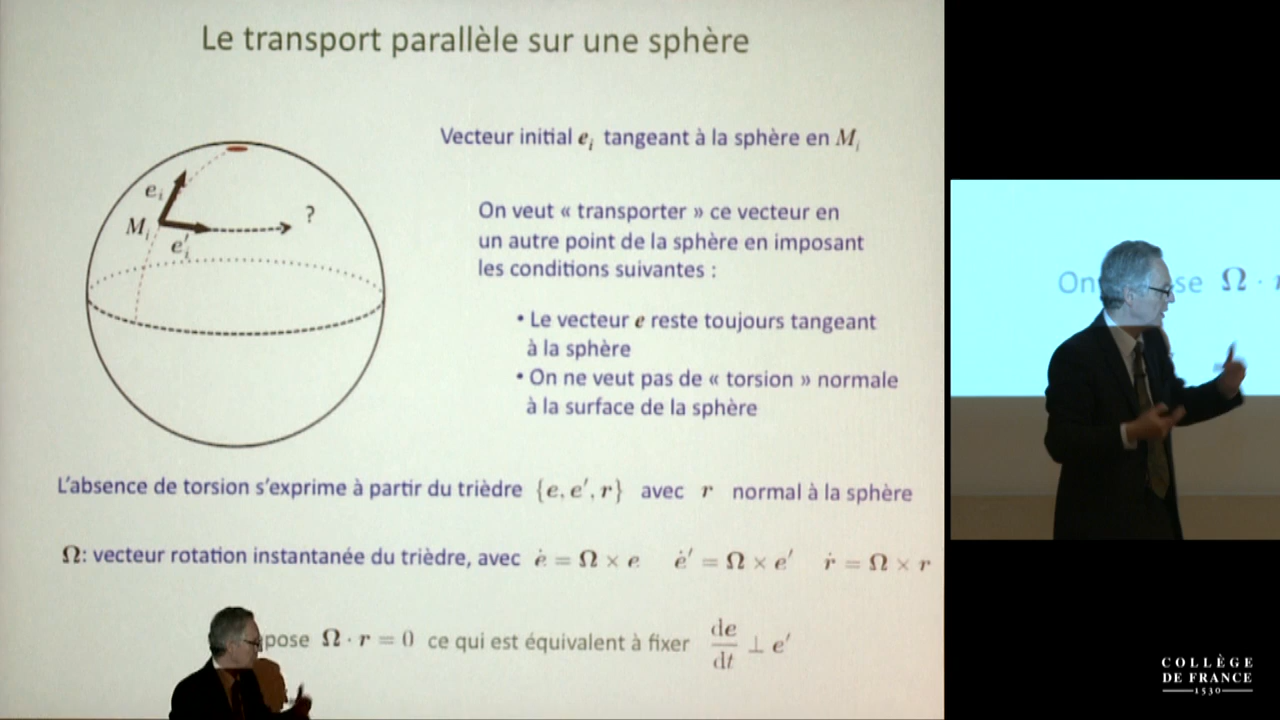 Le transport parallèle sur une sphère
Vecteur initial e_i tangeant à la sphère en M_i
e_i
M_i
e'_i
?
On veut « transporter » ce vecteur en
un autre point de la sphère en imposant
les conditions suivantes :
• Le vecteur e reste toujours tangeant
à la sphère
• On ne veut pas de « torsion » normale
à la surface de la sphère
L'absence de torsion s'exprime à partir du trièdre {e, e', r} avec r normal à la sphère
Ω: vecteur rotation instantanée du trièdre, avec ė = Ω × e ė' = Ω × e' ṙ = Ω × r
pose Ω · r = 0 ce qui est équivalent à fixer de/dt ⊥ e'
On se Ω ·
COLLÈGE
DE FRANCE
1530